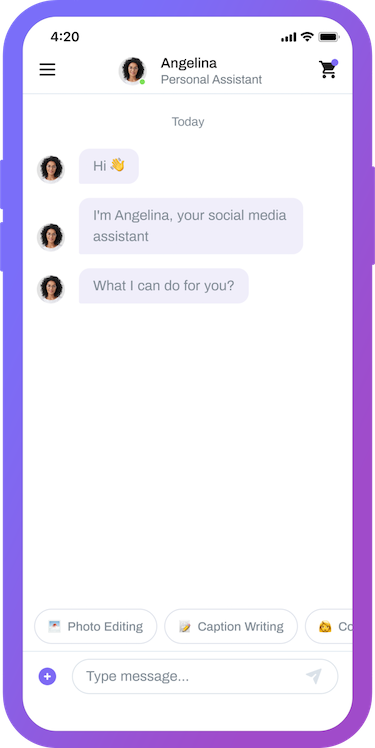 4:20
Angelina
Personal Assistant
Today
Hi 👋
I'm Angelina, your social media
assistant
What I can do for you?
Photo Editing
Caption Writing
Co
Type message...